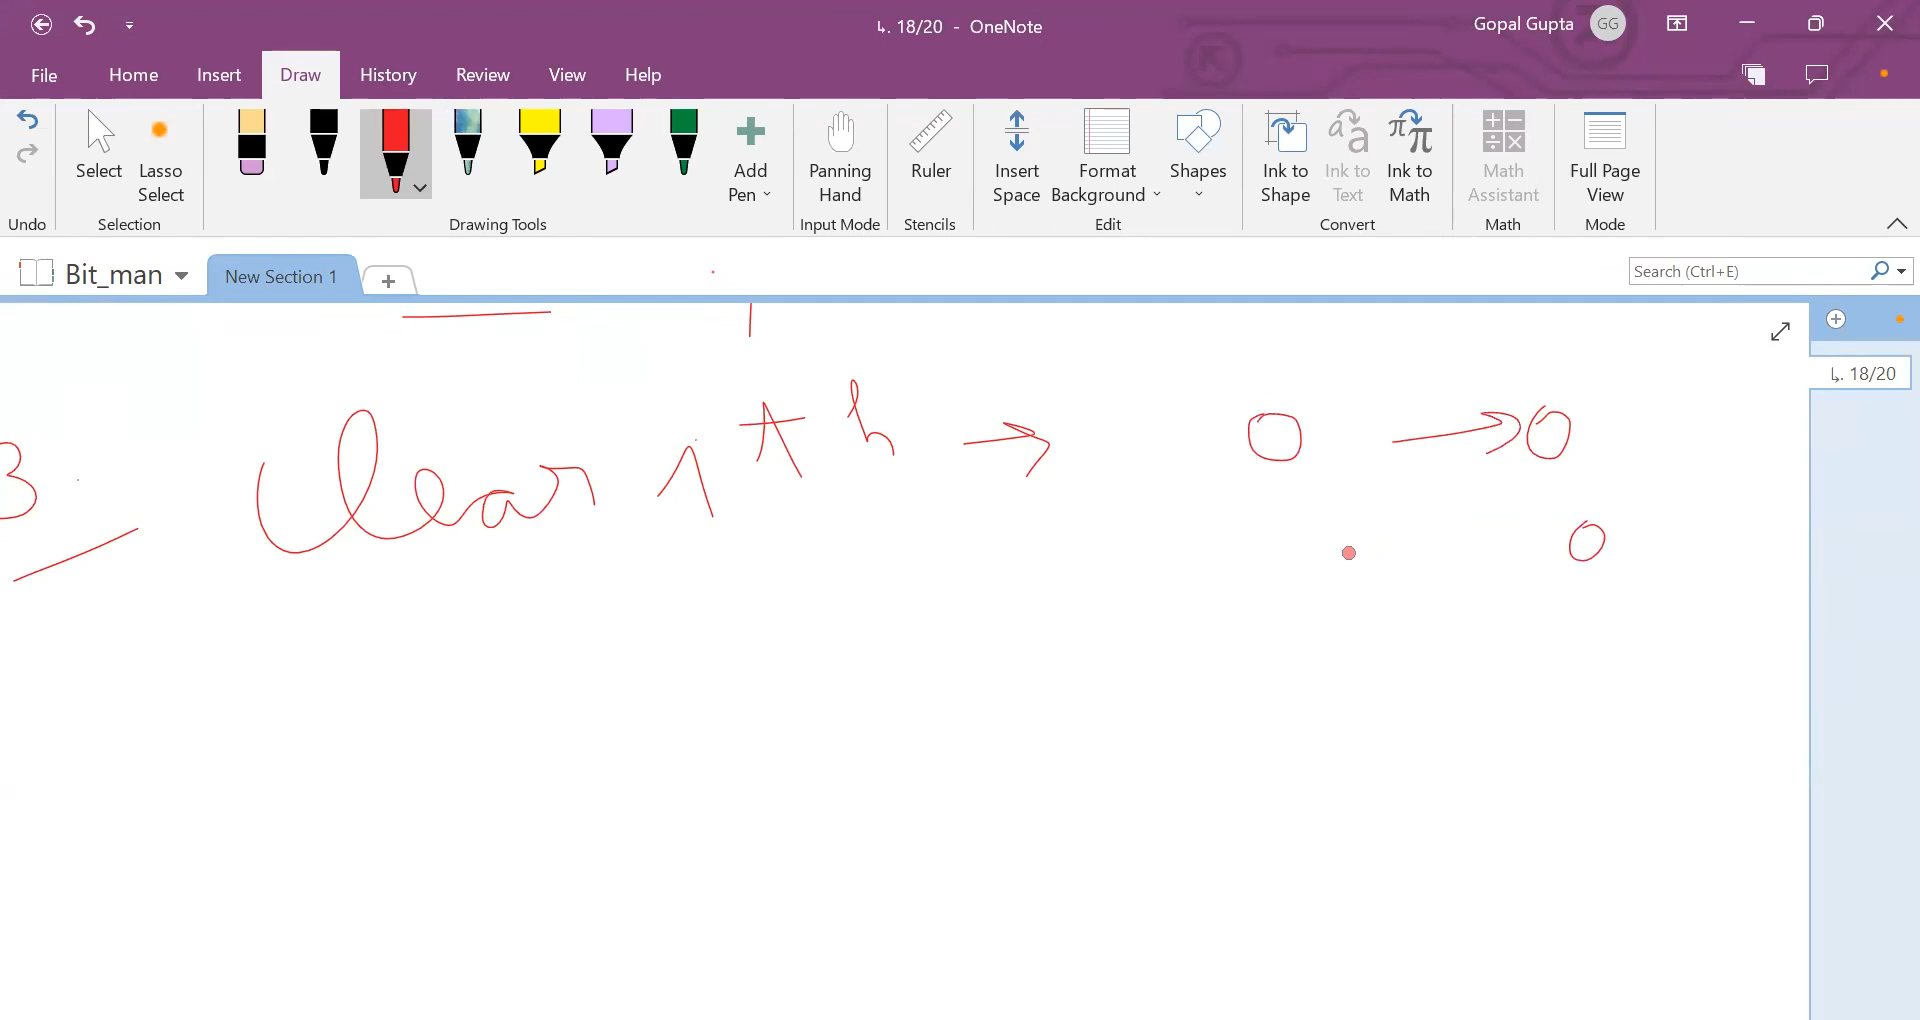 ↳. 18/20 - OneNote
Gopal Gupta GG
File Home Insert Draw History Review View Help
Select Lasso Select Add Pen Panning Hand Ruler Insert Space Format Background Shapes Ink to Shape Ink to Text Ink to Math Math Assistant Full Page View
Undo Selection Drawing Tools Input Mode Stencils Edit Convert Math Mode
Bit_man New Section 1 + Search (Ctrl+E)
↳. 18/20
3. Clear ith → 0 → 0
0